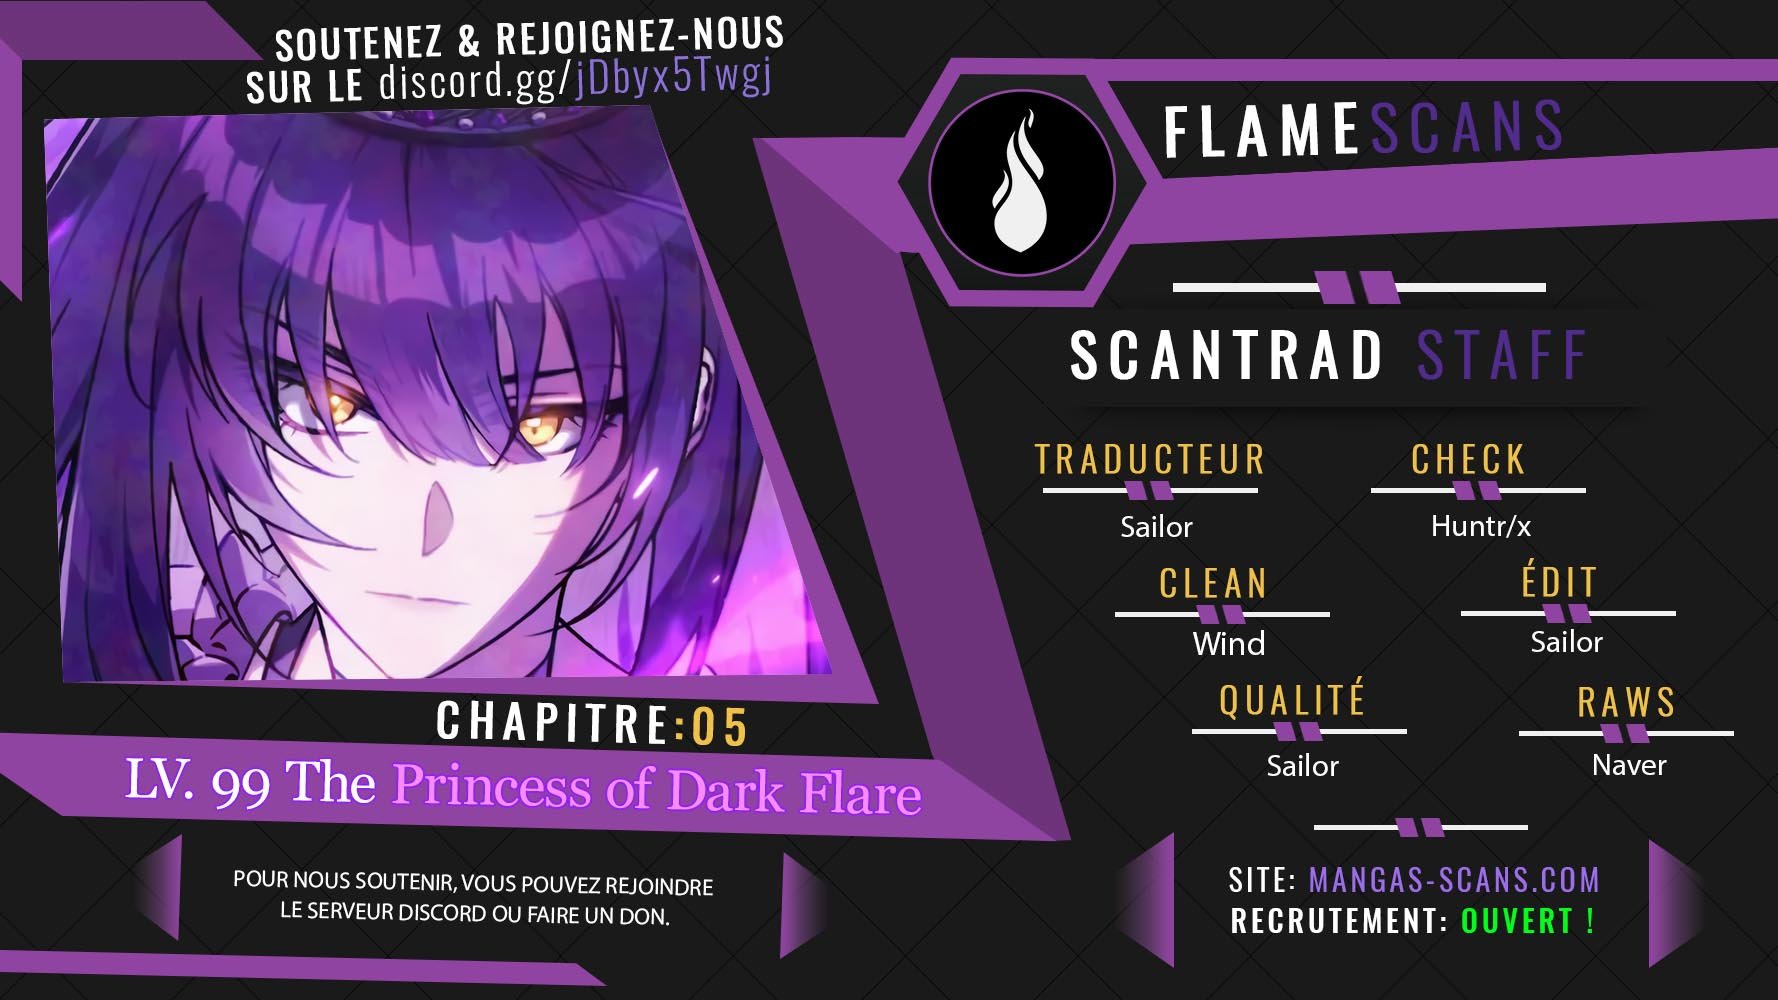 SOUTENEZ & REJOIGNEZ-NOUS
SUR LE discord.gg/jDbyx5Twgj
FLAMESCANS
SCANTRAD STAFF
TRADUCTEUR
Sailor
CHECK
Huntr/x
CLEAN
Wind
ÉDIT
Sailor
QUALITÉ
Sailor
RAWS
Naver
CHAPITRE:05
LV. 99 The Princess of Dark Flare
POUR NOUS SOUTENIR, VOUS POUVEZ REJOINDRE
LE SERVEUR DISCORD OU FAIRE UN DON.
SITE: MANGAS-SCANS.COM
RECRUTEMENT: OUVERT !